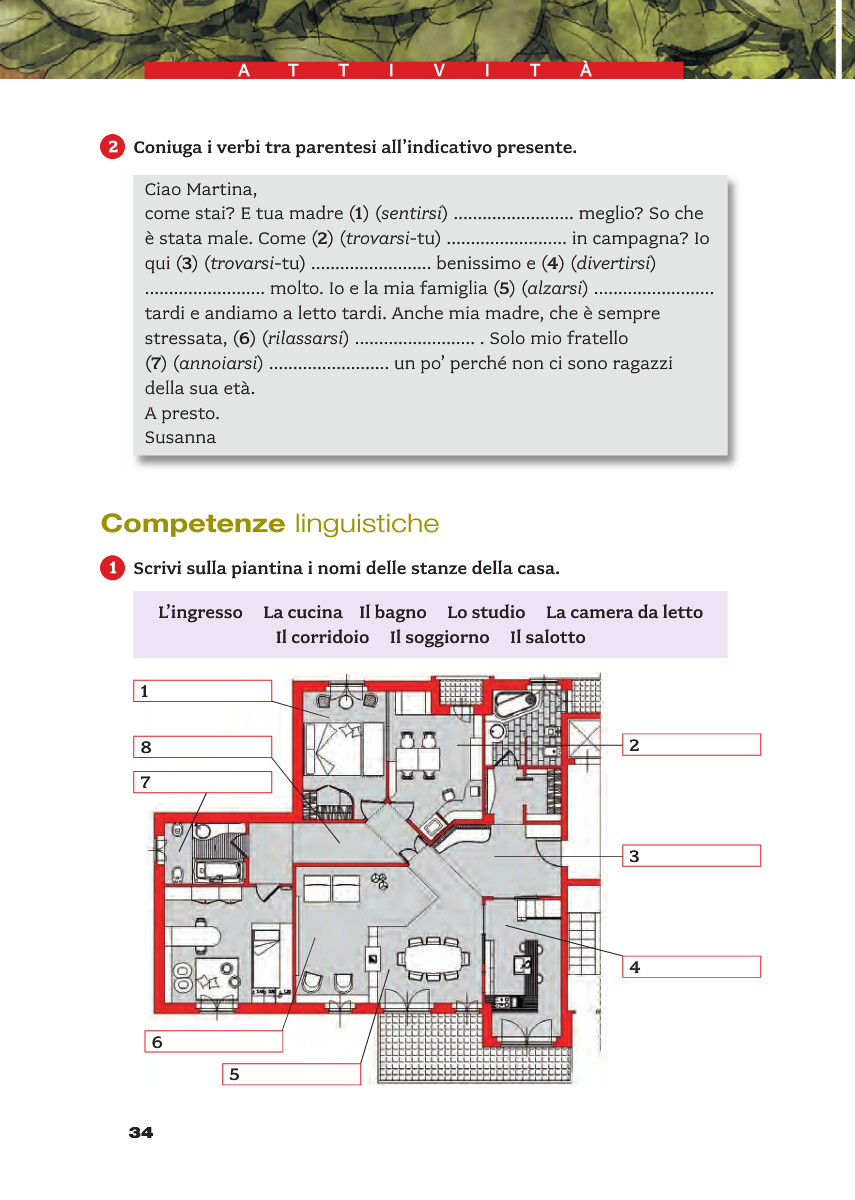 ATTIVITÀ
2 Coniuga i verbi tra parentesi all'indicativo presente.
Ciao Martina,
come stai? E tua madre (1) (sentirsi) ......................... meglio? So che
è stata male. Come (2) (trovarsi-tu) ......................... in campagna? Io
qui (3) (trovarsi-tu) ......................... benissimo e (4) (divertirsi)
......................... molto. Io e la mia famiglia (5) (alzarsi) .........................
tardi e andiamo a letto tardi. Anche mia madre, che è sempre
stressata, (6) (rilassarsi) ......................... . Solo mio fratello
(7) (annoiarsi) ......................... un po' perché non ci sono ragazzi
della sua età.
A presto.
Susanna
Competenze linguistiche
1 Scrivi sulla piantina i nomi delle stanze della casa.
L'ingresso La cucina Il bagno Lo studio La camera da letto
Il corridoio Il soggiorno Il salotto
1
8
2
7
3
4
6
5
34